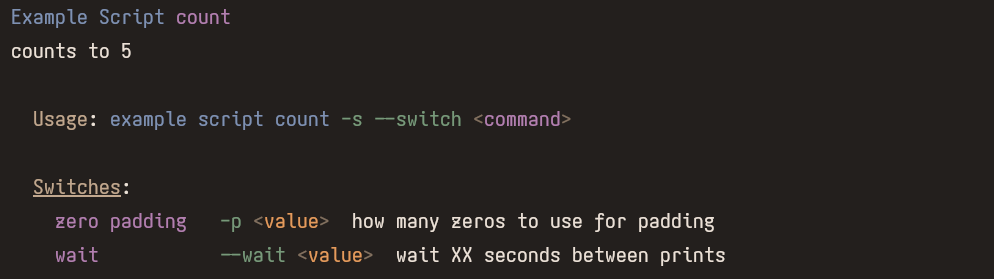 Example Script count
counts to 5
Usage: example script count -s --switch <command>
Switches:
zero padding -p <value> how many zeros to use for padding
wait --wait <value> wait XX seconds between prints